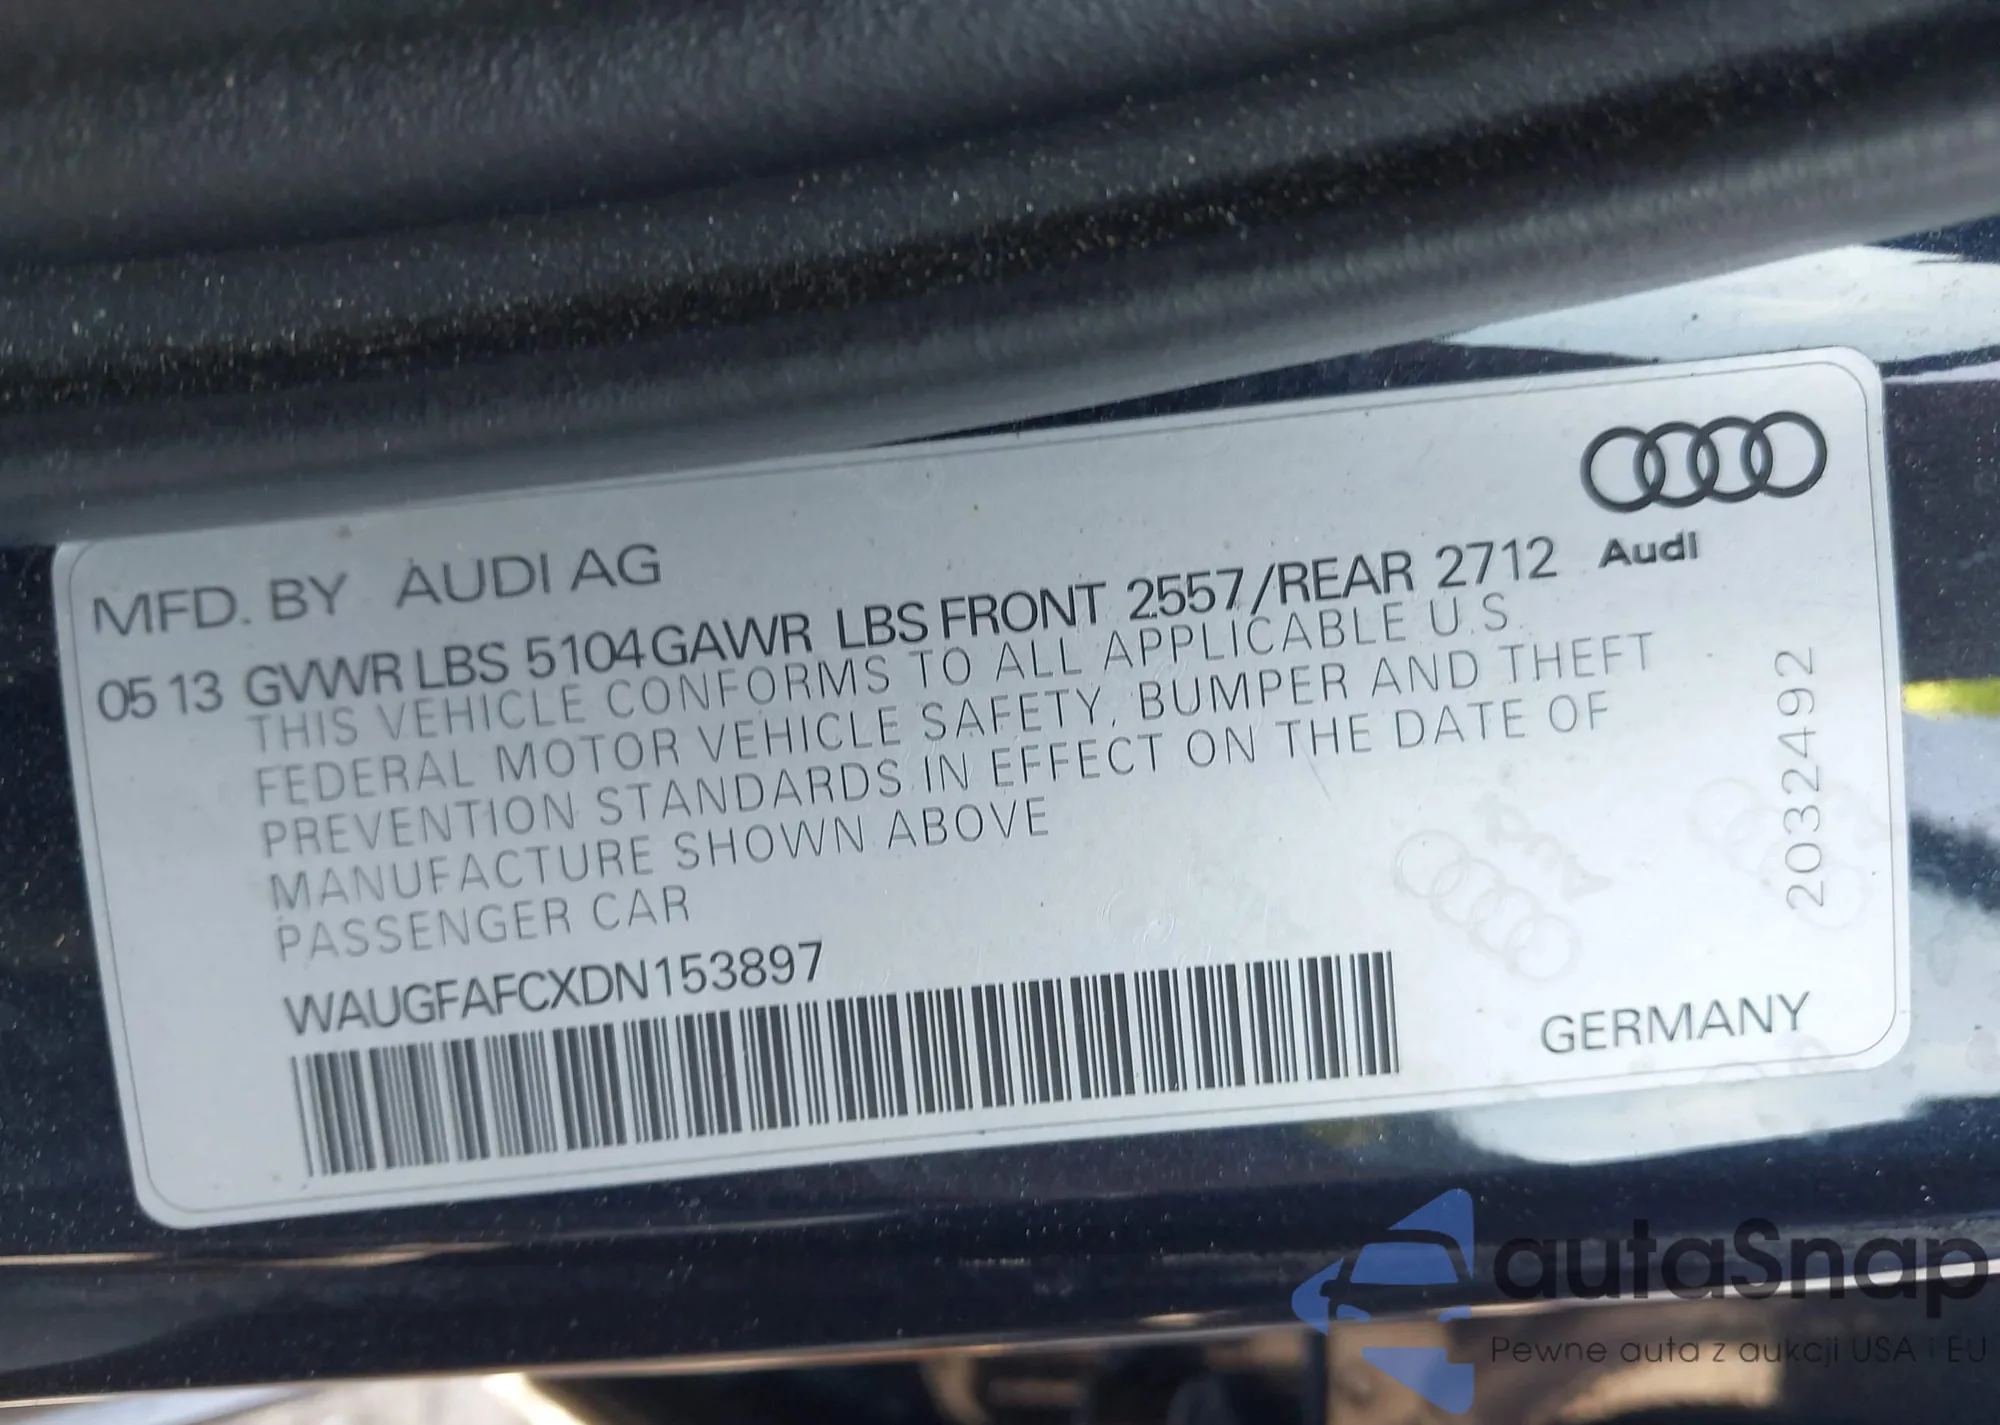 MFD. BY AUDI AG
05 13 GVWR LBS 5104 GAWR LBS FRONT 2557/REAR 2712 Audi
THIS VEHICLE CONFORMS TO ALL APPLICABLE U.S
FEDERAL MOTOR VEHICLE SAFETY, BUMPER AND THEFT
PREVENTION STANDARDS IN EFFECT ON THE DATE OF
MANUFACTURE SHOWN ABOVE
PASSENGER CAR
WAUGFAFCXDN153897
GERMANY
2032492
autaSnap
Pewne auta z aukcji USA i EU